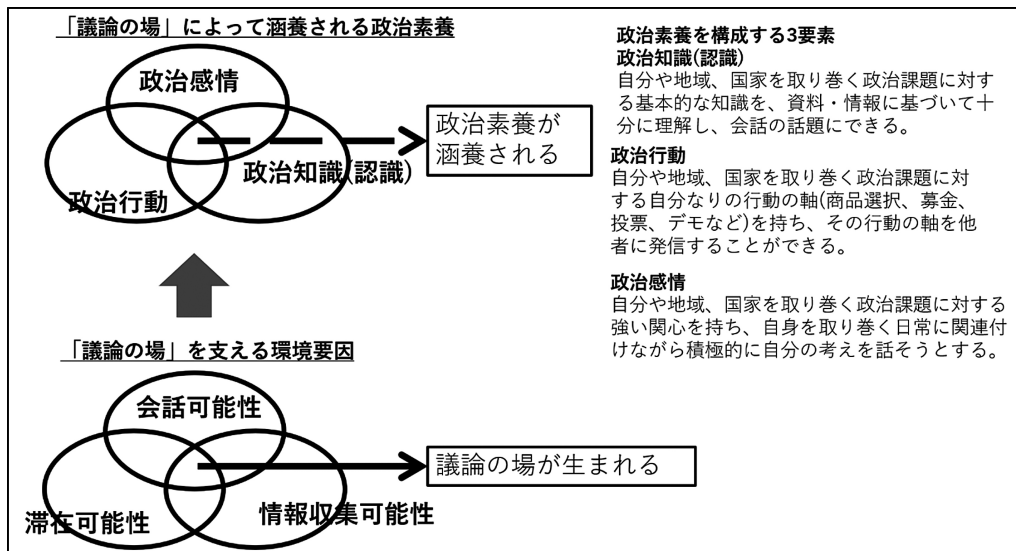 「議論の場」によって涵養される政治素養
政治感情
政治行動
政治知識(認識)
政治素養が
涵養される
「議論の場」を支える環境要因
会話可能性
滞在可能性
情報収集可能性
議論の場が生まれる
政治素養を構成する3要素
政治知識(認識)
自分や地域、国家を取り巻く政治課題に対す
る基本的な知識を、資料・情報に基づいて十
分に理解し、会話の話題にできる。
政治行動
自分や地域、国家を取り巻く政治課題に対
する自分なりの行動の軸(商品選択、募金、
投票、デモなど)を持ち、その行動の軸を他
者に発信することができる。
政治感情
自分や地域、国家を取り巻く政治課題に対する
強い関心を持ち、自身を取り巻く日常に関連付
けながら積極的に自分の考えを話そうとする。